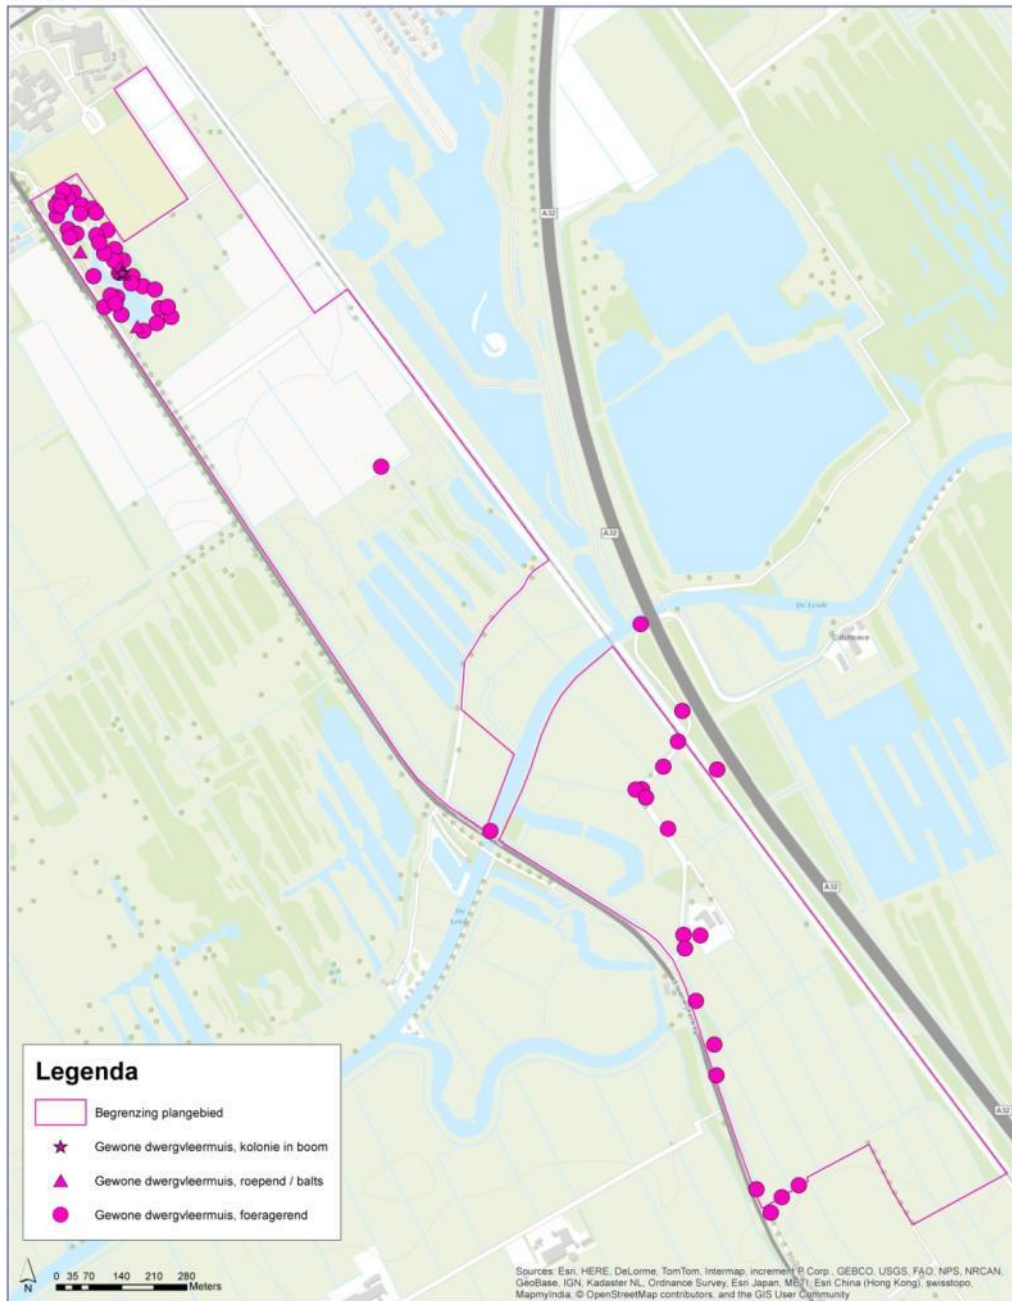 A32
A32
De Linde
De
A32
Legenda
Begrenzing plangebied
Gewone dwergvleermuis, kolonie in boom
Gewone dwergvleermuis, roepend / balts
Gewone dwergvleermuis, foeragerend
A32
N
0 35 70 140 210 280
Meters
Sources: Esri, HERE, DeLorme, TomTom, Intermap, increment P Corp., GEBCO, USGS, FAO, NPS, NRCAN,
GeoBase, IGN, Kadaster NL, Ordnance Survey, Esri Japan, METI, Esri China (Hong Kong), swisstopo,
MapmyIndia, © OpenStreetMap contributors, and the GIS User Community